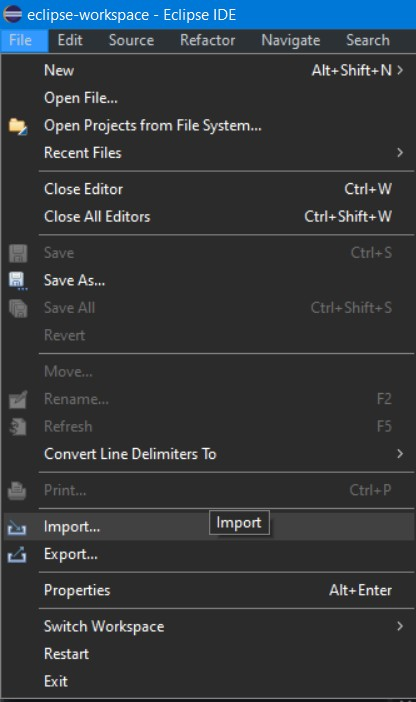 eclipse-workspace - Eclipse IDE
File Edit Source Refactor Navigate Search
New Alt+Shift+N >
Open File...
Open Projects from File System...
Recent Files >
Close Editor Ctrl+W
Close All Editors Ctrl+Shift+W
Save Ctrl+S
Save As...
Save All Ctrl+Shift+S
Revert
Move...
Rename... F2
Refresh F5
Convert Line Delimiters To >
Print... Ctrl+P
Import... Import
Export...
Properties Alt+Enter
Switch Workspace >
Restart
Exit